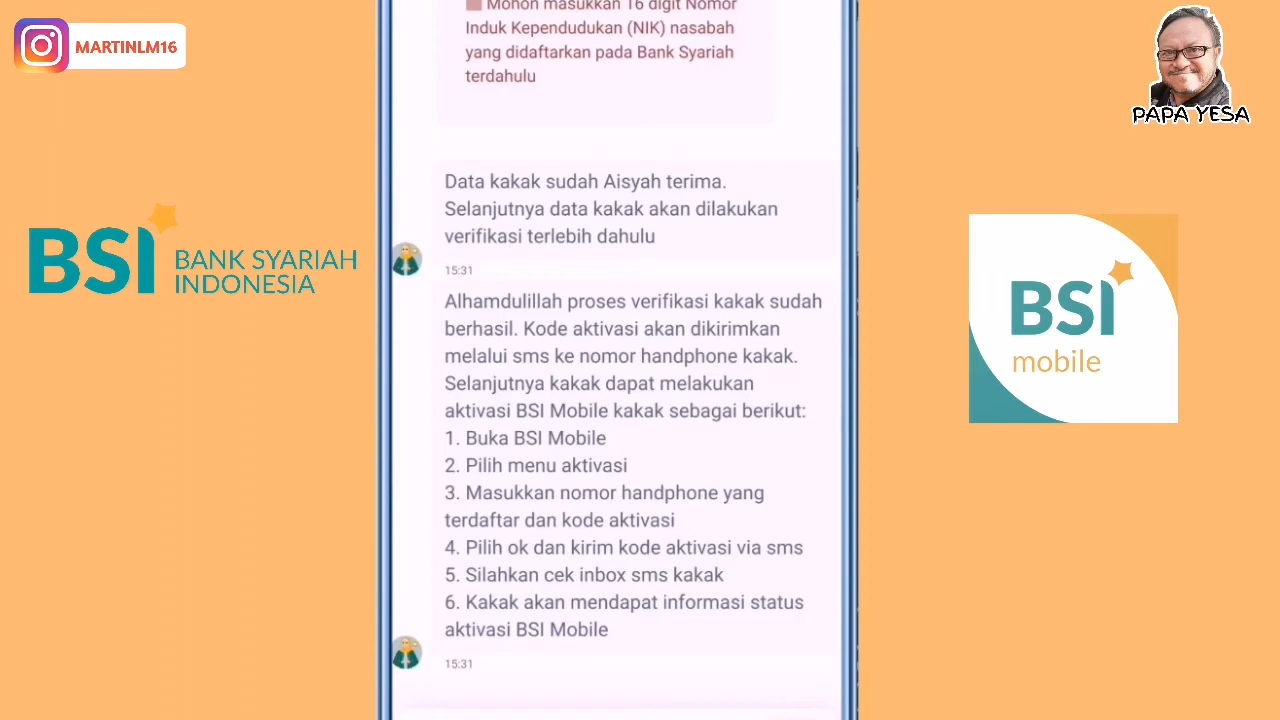 MARTINLM16
PAPA YESA
BSI BANK SYARIAH
INDONESIA
Mohon masukkan 16 digit Nomor
Induk Kependudukan (NIK) nasabah
yang didaftarkan pada Bank Syariah
terdahulu
Data kakak sudah Aisyah terima.
Selanjutnya data kakak akan dilakukan
verifikasi terlebih dahulu
15:31
Alhamdulillah proses verifikasi kakak sudah
berhasil. Kode aktivasi akan dikirimkan
melalui sms ke nomor handphone kakak.
Selanjutnya kakak dapat melakukan
aktivasi BSI Mobile kakak sebagai berikut:
1. Buka BSI Mobile
2. Pilih menu aktivasi
3. Masukkan nomor handphone yang
terdaftar dan kode aktivasi
4. Pilih ok dan kirim kode aktivasi via sms
5. Silahkan cek inbox sms kakak
6. Kakak akan mendapat informasi status
aktivasi BSI Mobile
15:31
BSI
mobile